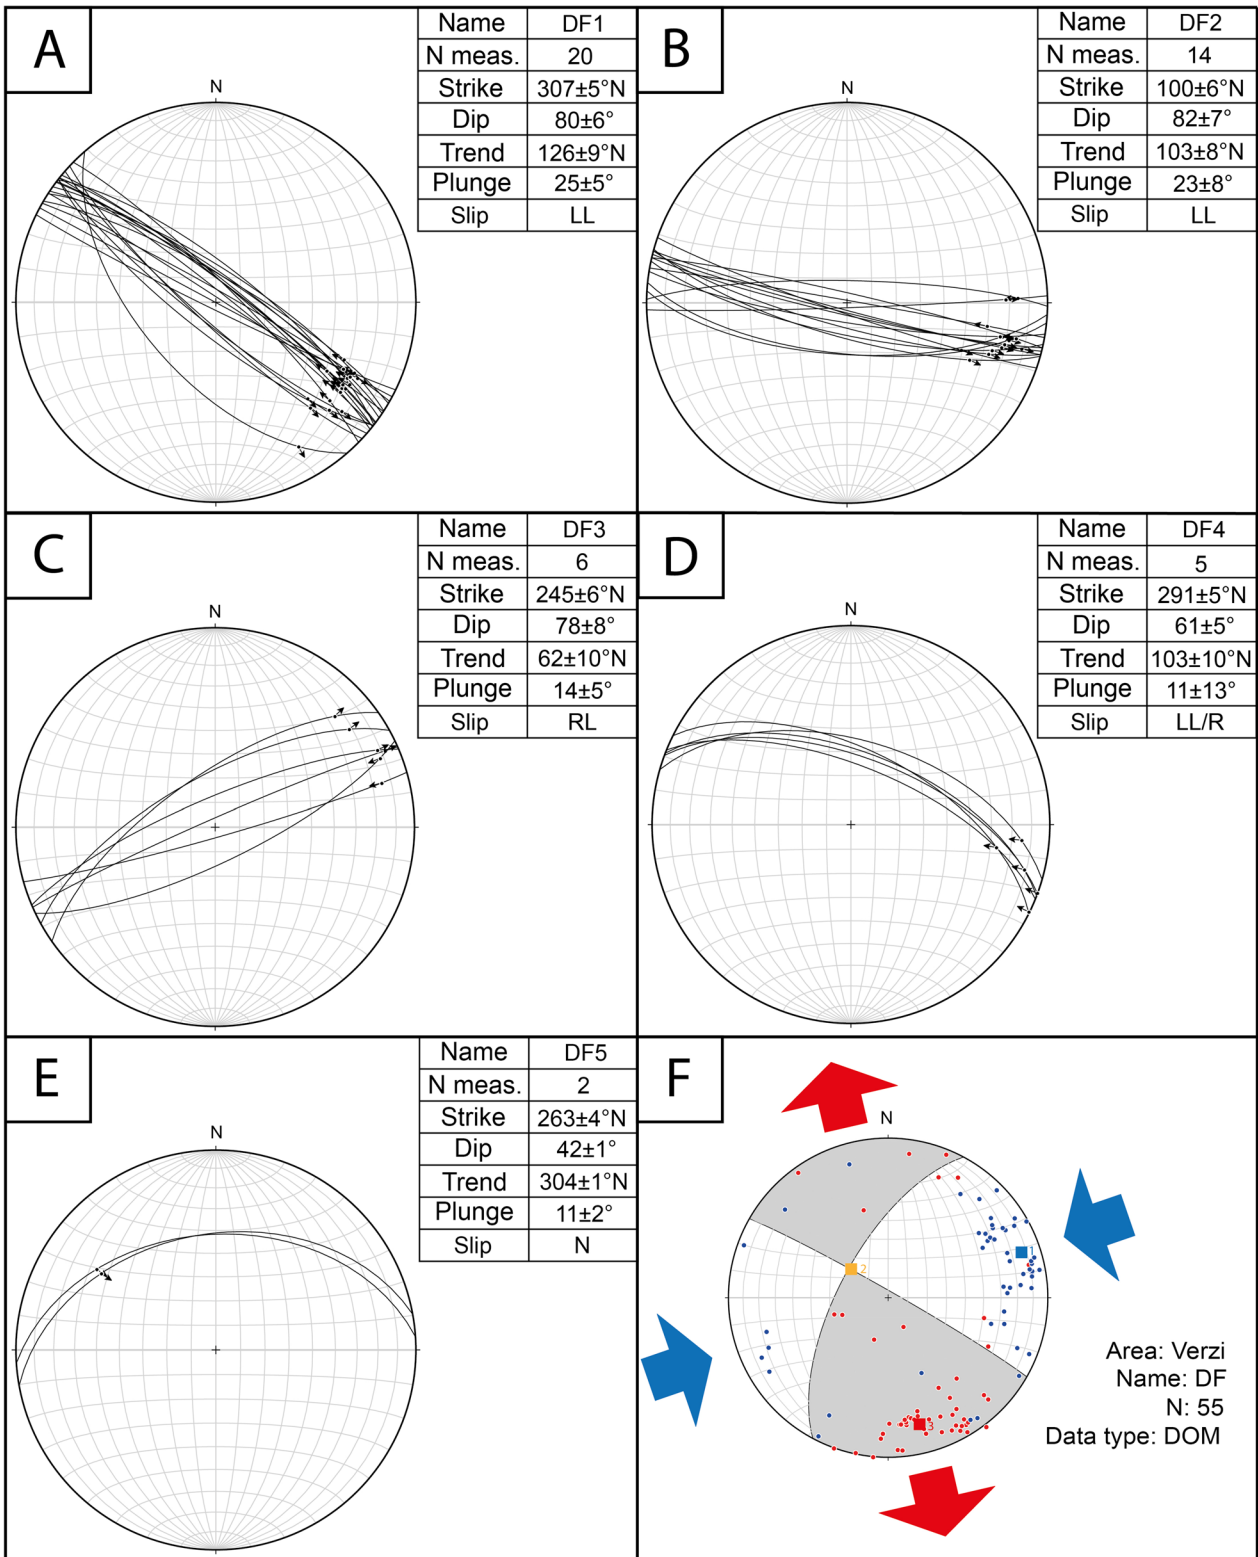 A
Name DF1
N meas. 20
Strike 307±5°N
Dip 80±6°
Trend 126±9°N
Plunge 25±5°
Slip LL
N
B
Name DF2
N meas. 14
Strike 100±6°N
Dip 82±7°
Trend 103±8°N
Plunge 23±8°
Slip LL
N
C
Name DF3
N meas. 6
Strike 245±6°N
Dip 78±8°
Trend 62±10°N
Plunge 14±5°
Slip RL
N
D
Name DF4
N meas. 5
Strike 291±5°N
Dip 61±5°
Trend 103±10°N
Plunge 11±13°
Slip LL/R
N
E
Name DF5
N meas. 2
Strike 263±4°N
Dip 42±1°
Trend 304±1°N
Plunge 11±2°
Slip N
N
F
N
1
2
3
Area: Verzi
Name: DF
N: 55
Data type: DOM